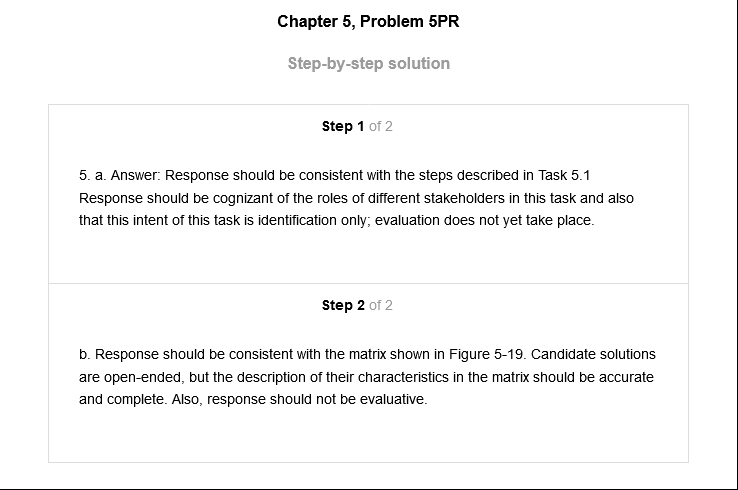 Chapter 5, Problem 5PR
Step-by-step solution
Step 1 of 2
5. a. Answer: Response should be consistent with the steps described in Task 5.1
Response should be cognizant of the roles of different stakeholders in this task and also
that this intent of this task is identification only; evaluation does not yet take place.
Step 2 of 2
b. Response should be consistent with the matrix shown in Figure 5-19. Candidate solutions
are open-ended, but the description of their characteristics in the matrix should be accurate
and complete. Also, response should not be evaluative.